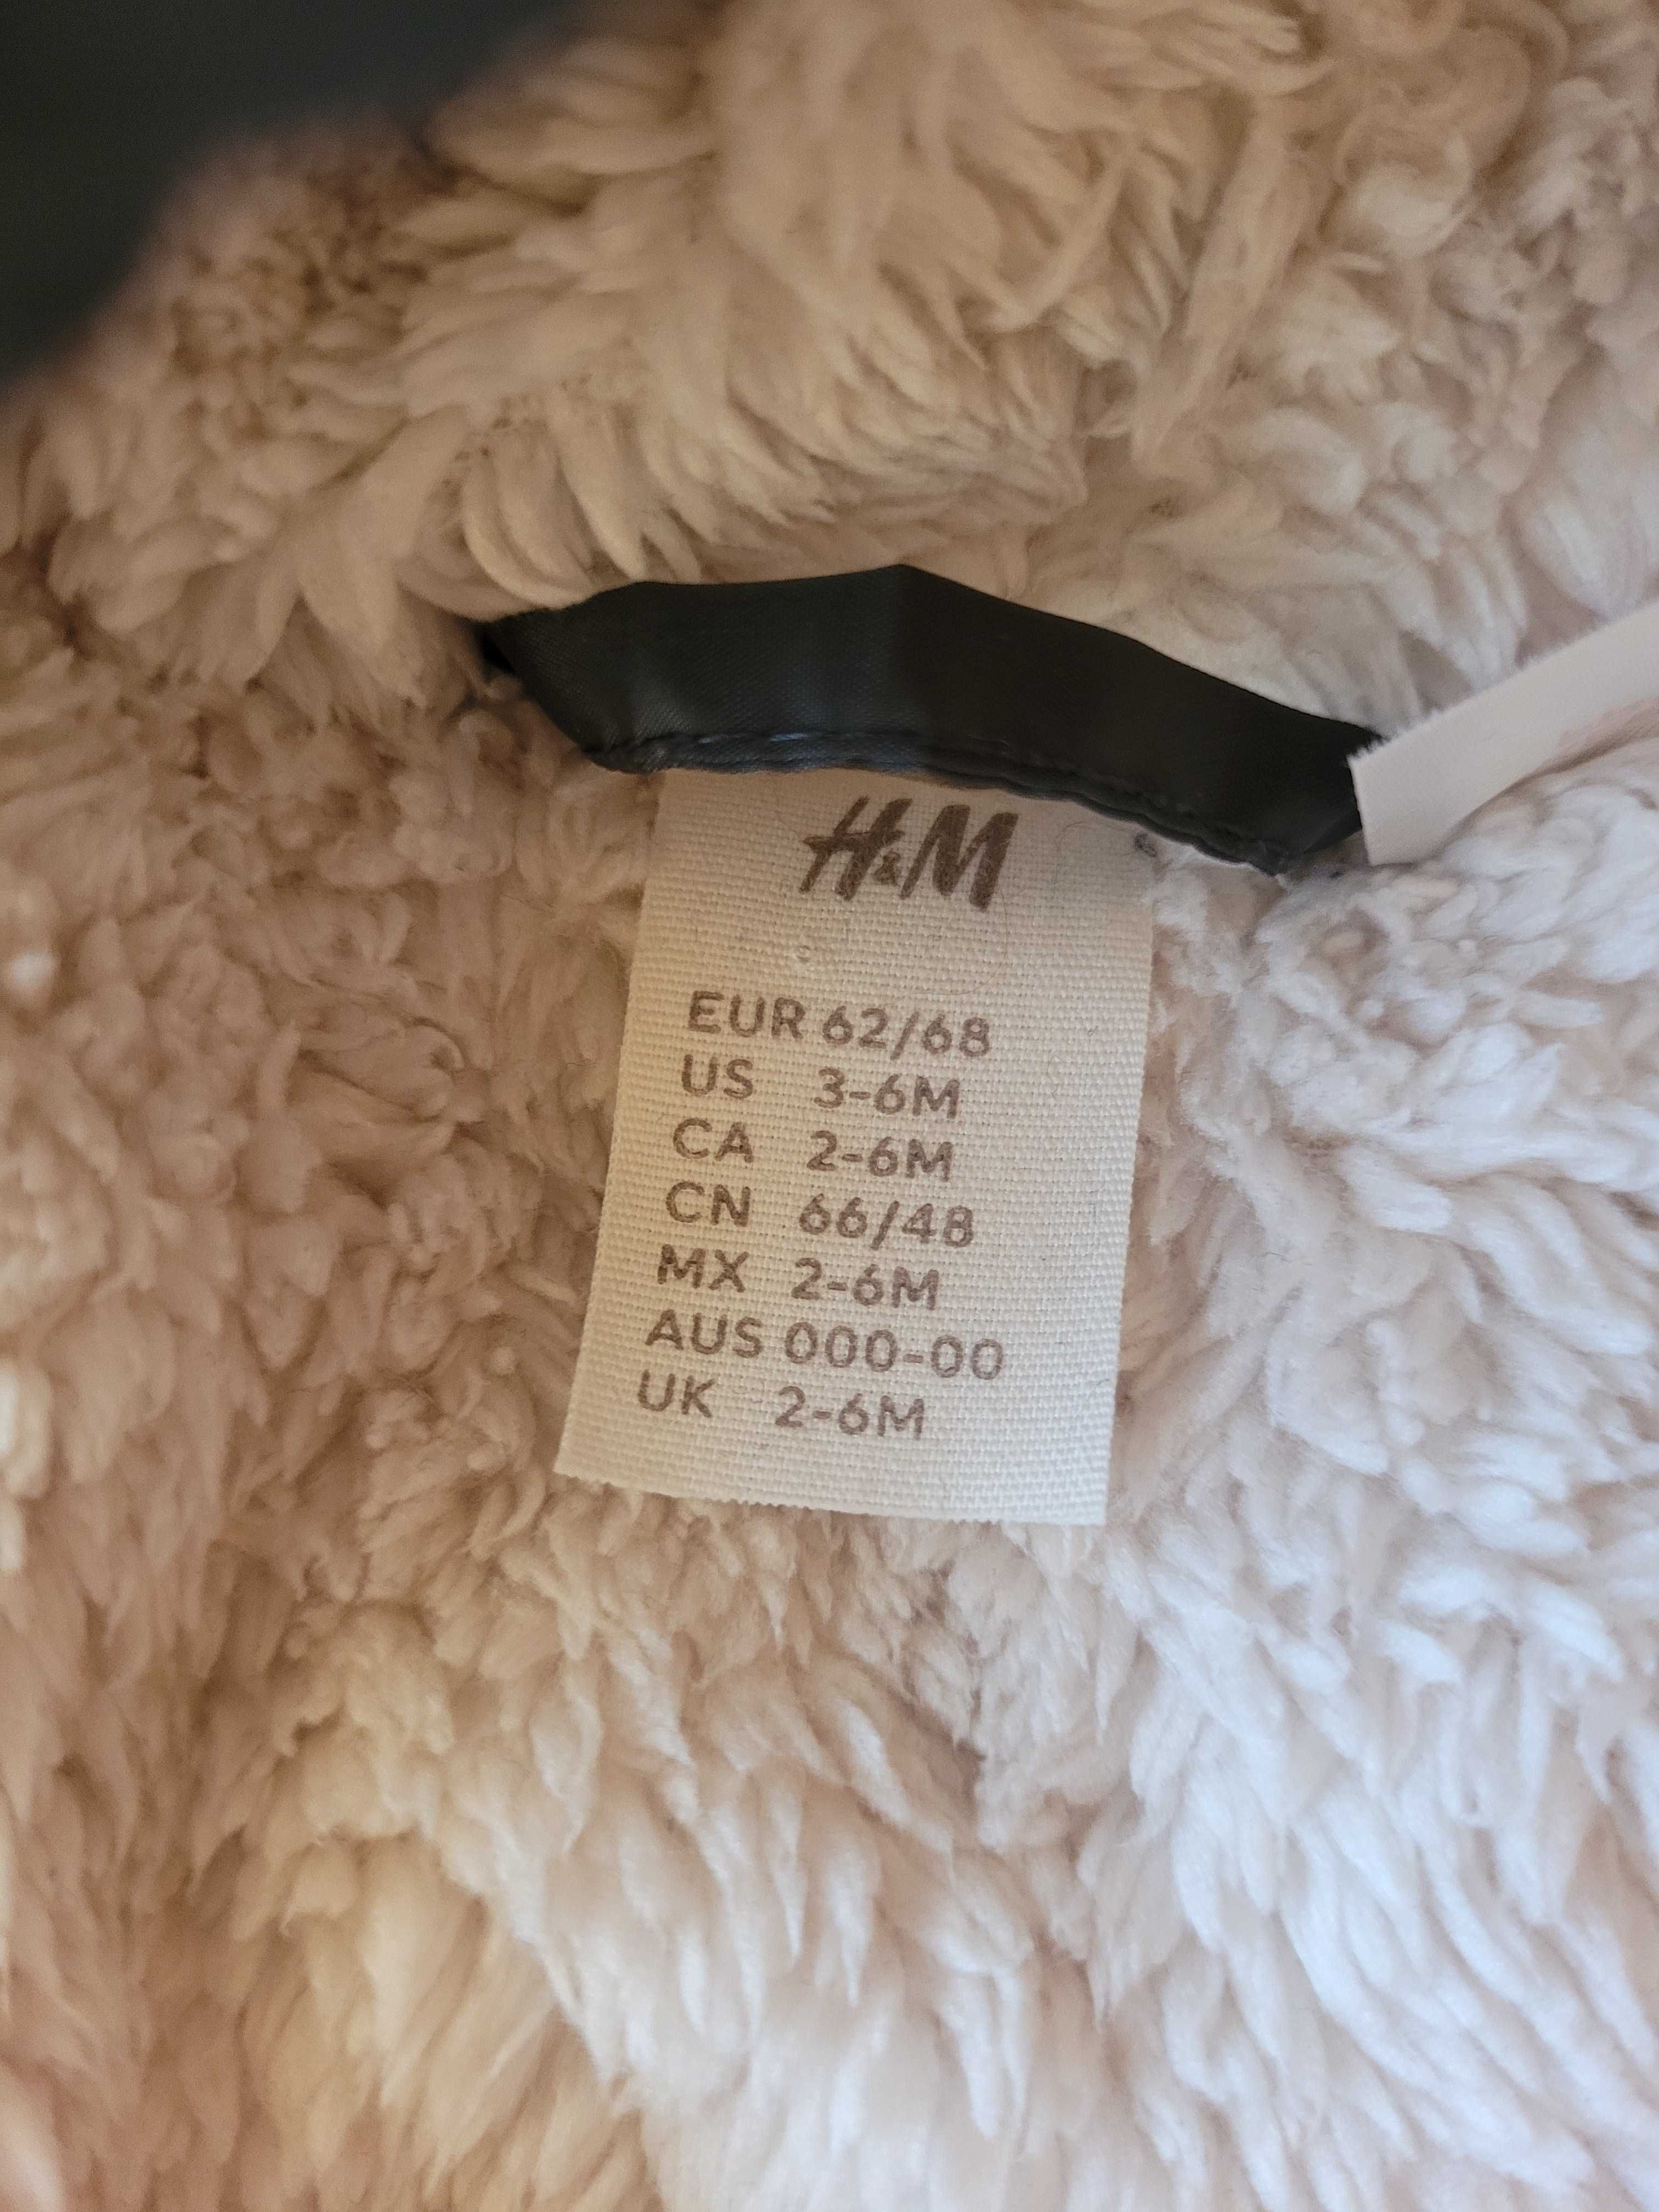 H&M
EUR 62/68
US 3-6M
CA 2-6M
CN 66/48
MX 2-6M
AUS 000-00
UK 2-6M